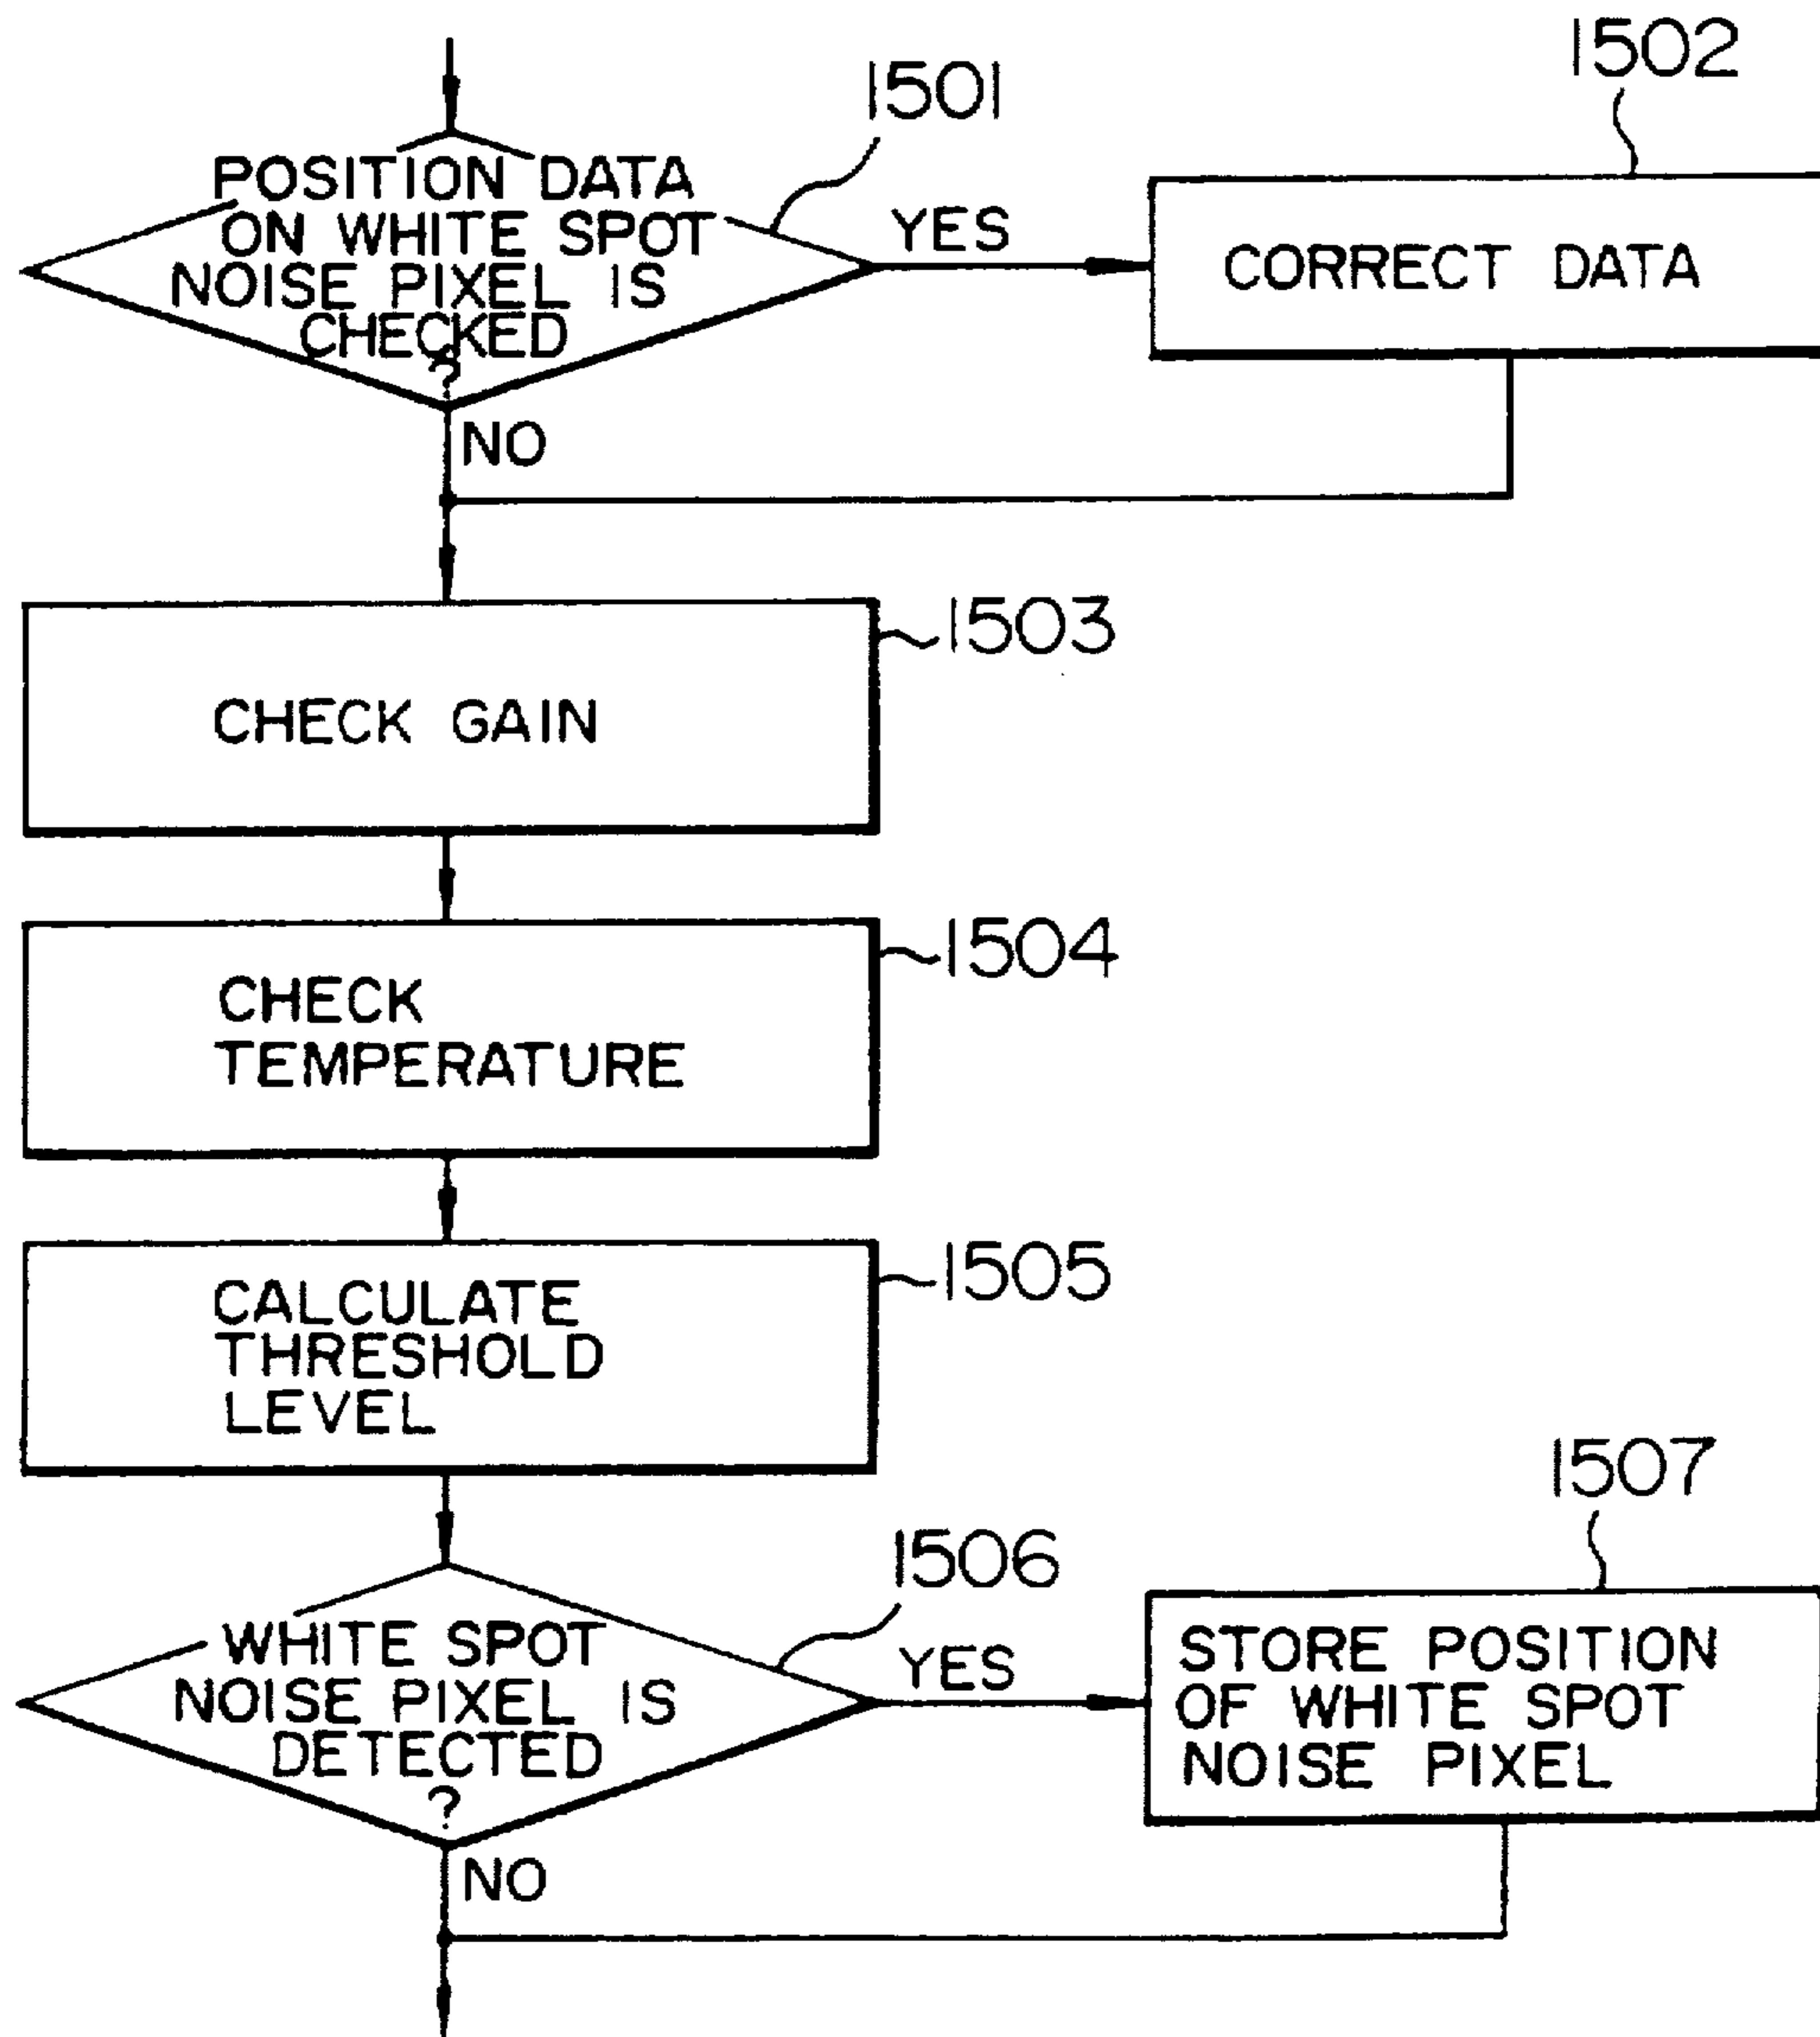 1501
1502
POSITION DATA
ON WHITE SPOT
NOISE PIXEL IS
CHECKED
?
YES
CORRECT DATA
NO
1503
CHECK GAIN
1504
CHECK
TEMPERATURE
1505
CALCULATE
THRESHOLD
LEVEL
1506
1507
WHITE SPOT
NOISE PIXEL IS
DETECTED
?
YES
STORE POSITION
OF WHITE SPOT
NOISE PIXEL
NO